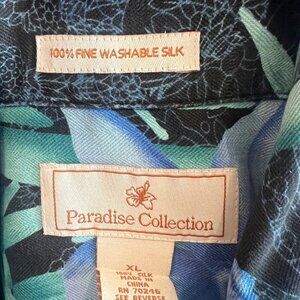 100% FINE WASHABLE SILK
Paradise Collection
XL
100% SILK
MADE IN
CHINA
RN 70246
SEE REVERSE